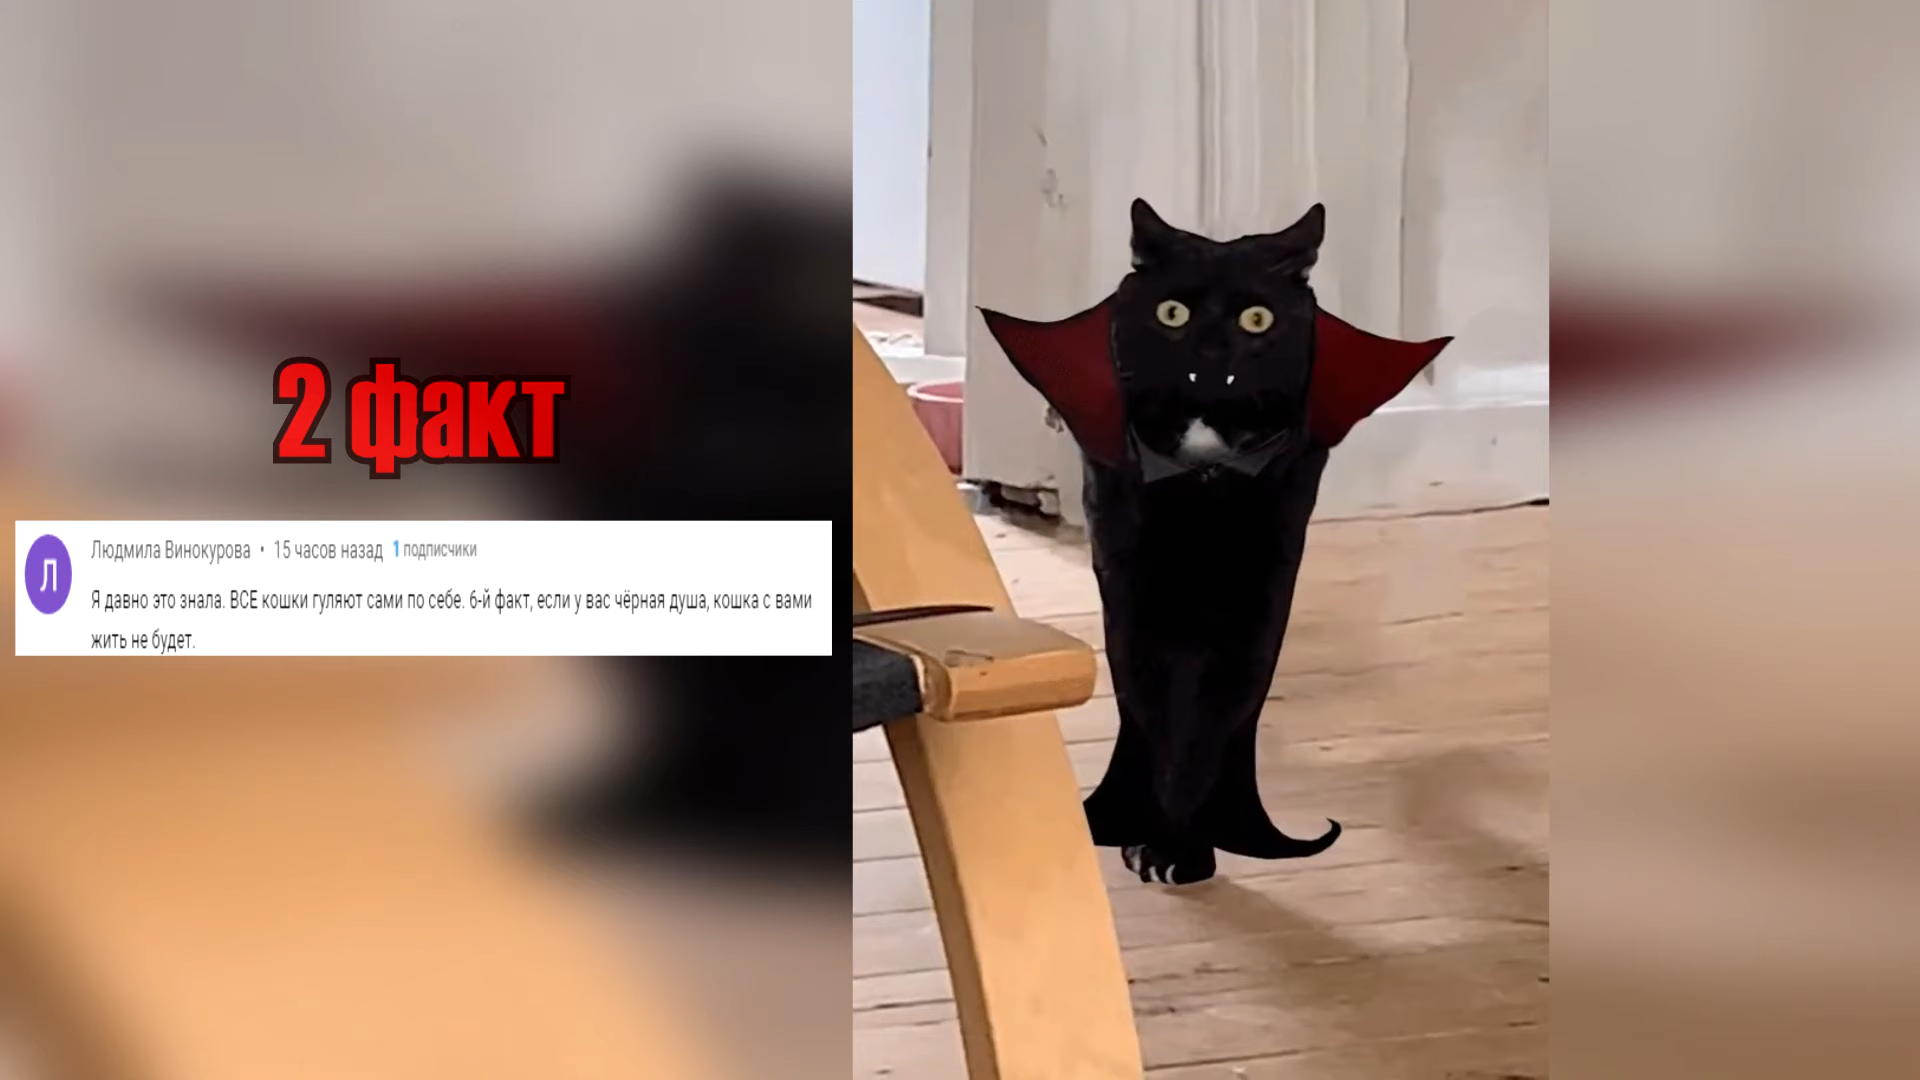 2 факт
Л
Людмила Винокурова • 15 часов назад 1 подписчики
Я давно это знала. ВСЕ кошки гуляют сами по себе. 6-й факт, если у вас чёрная душа, кошка с вами
жить не будет.